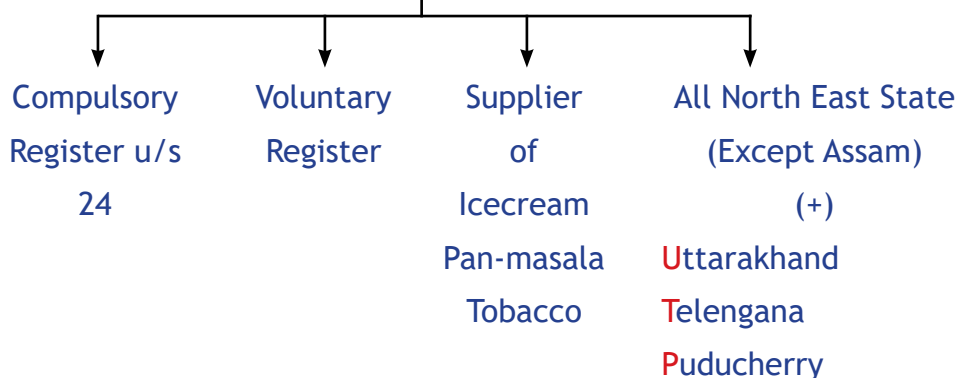 Compulsory
Register u/s
24
Voluntary
Register
Supplier
of
Icecream
Pan-masala
Tobacco
All North East State
(Except Assam)
(+)
Uttarakhand
Telengana
Puducherry